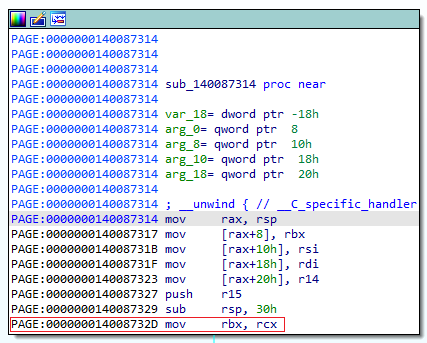 PAGE:0000000140087314
PAGE:0000000140087314
PAGE:0000000140087314
PAGE:0000000140087314 sub_140087314 proc near
PAGE:0000000140087314
PAGE:0000000140087314 var_18= dword ptr -18h
PAGE:0000000140087314 arg_0= qword ptr  8
PAGE:0000000140087314 arg_8= qword ptr  10h
PAGE:0000000140087314 arg_10= qword ptr  18h
PAGE:0000000140087314 arg_18= qword ptr  20h
PAGE:0000000140087314
PAGE:0000000140087314 ; __unwind { // __C_specific_handler
PAGE:0000000140087314 mov     rax, rsp
PAGE:0000000140087317 mov     [rax+8], rbx
PAGE:000000014008731B mov     [rax+10h], rsi
PAGE:000000014008731F mov     [rax+18h], rdi
PAGE:0000000140087323 mov     [rax+20h], r14
PAGE:0000000140087327 push    r15
PAGE:0000000140087329 sub     rsp, 30h
PAGE:000000014008732D mov     rbx, rcx